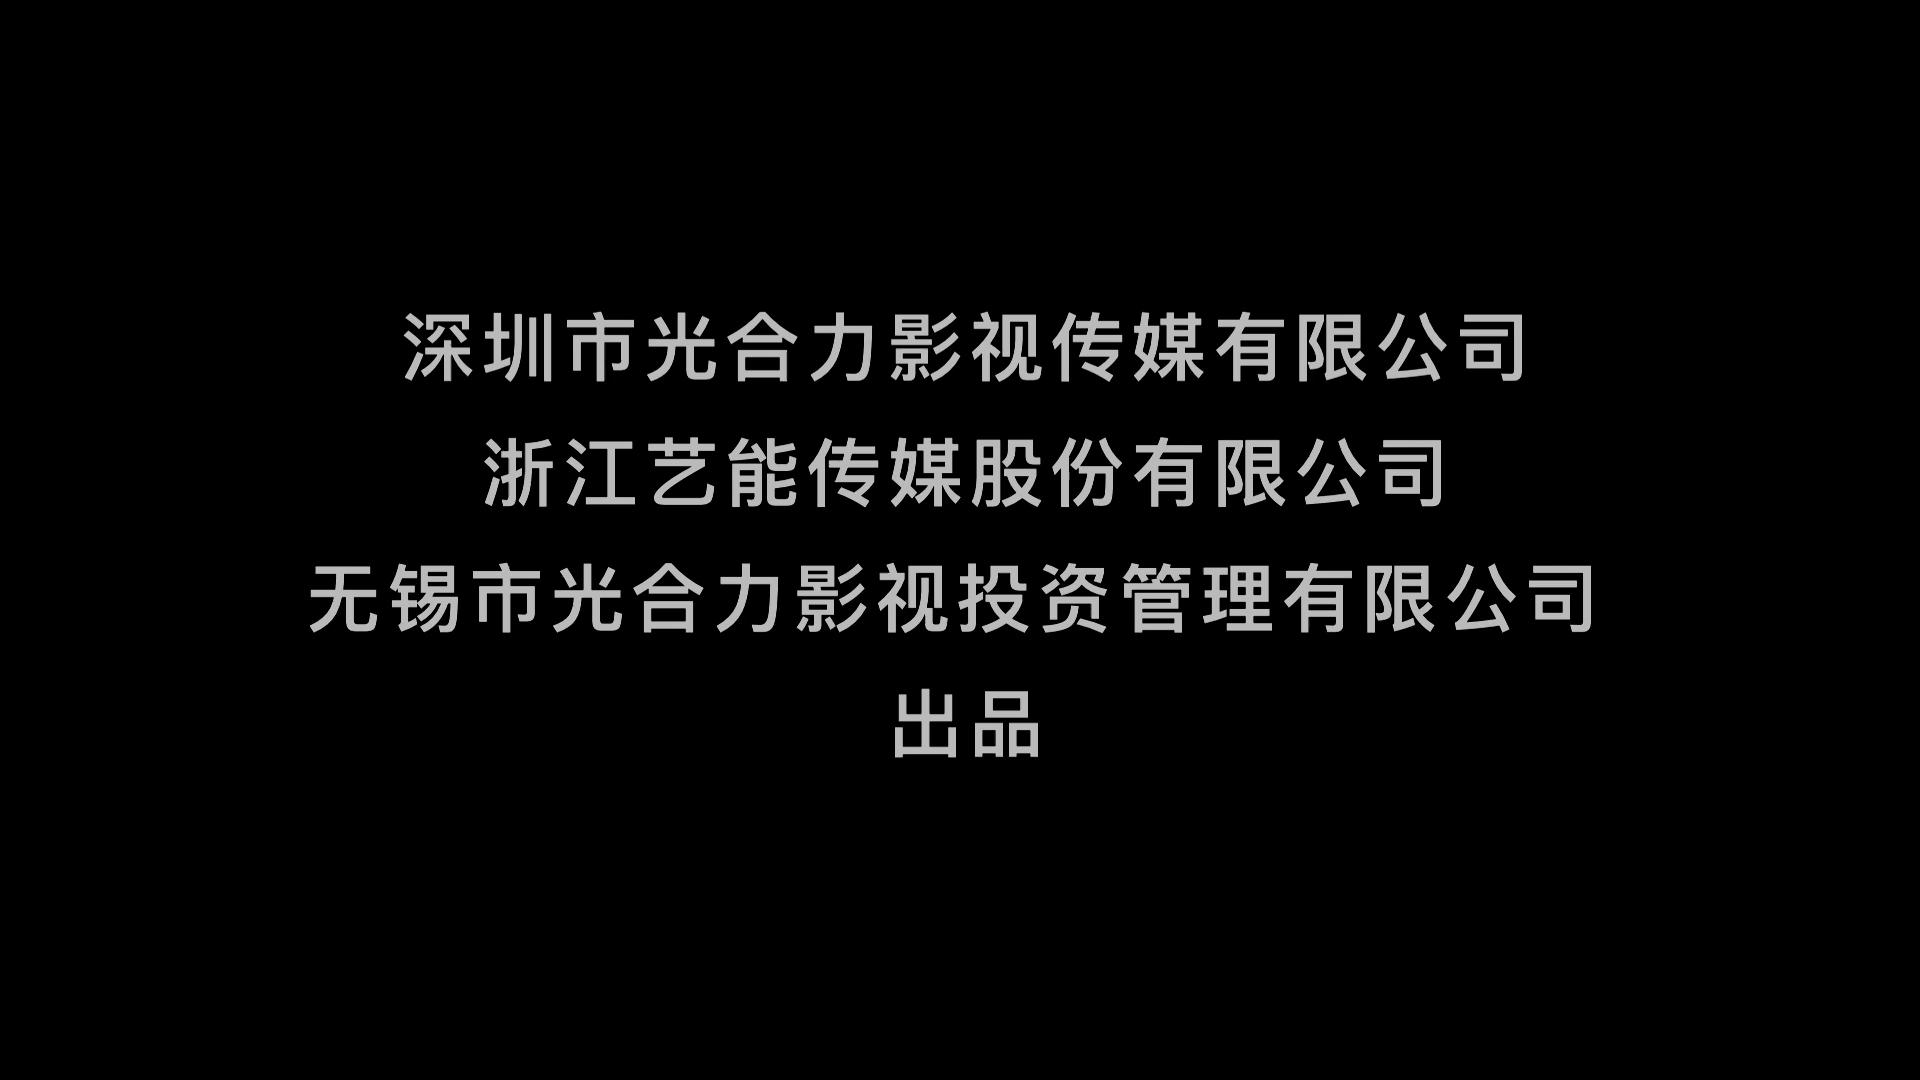 深圳市光合力影视传媒有限公司
浙江艺能传媒股份有限公司
无锡市光合力影视投资管理有限公司
出品